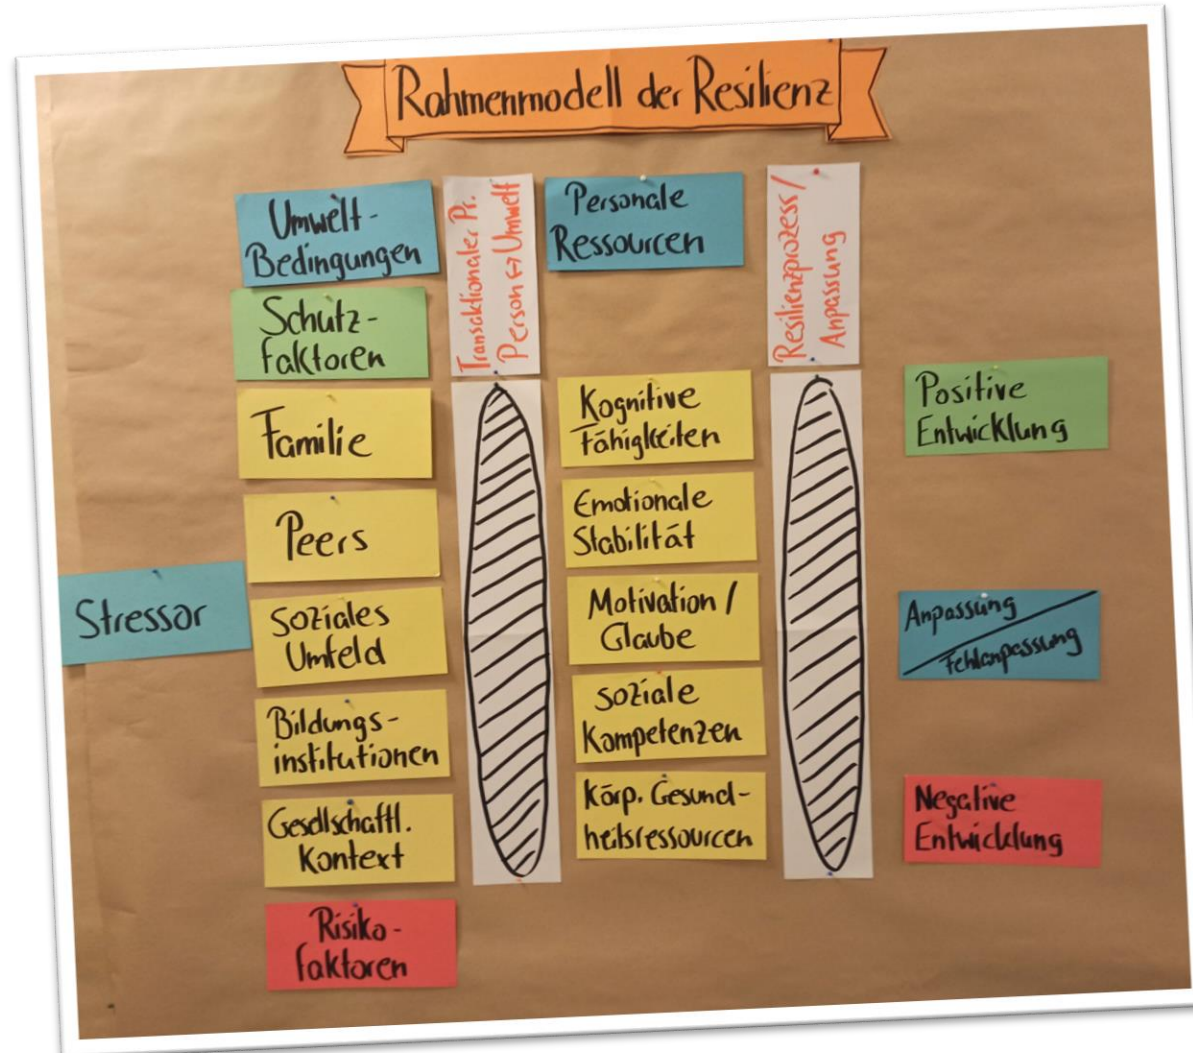 Rahmenmodell der Resilienz
Umwelt-
Bedingungen
Schutz-
faktoren
Familie
Peers
Stressor
Soziales
Umfeld
Bildungs-
institutionen
Gesellschaftl.
Kontext
Risiko-
faktoren
Transaktionaler Pr.
Person ↔ Umwelt
Personale
Ressourcen
Kognitive
Fähigkeiten
Emotionale
Stabilität
Motivation /
Glaube
Soziale
Kompetenzen
körp. Gesund-
heitsressourcen
Resilienzprozess /
Anpassung
Positive
Entwicklung
Anpassung
Fehlanpassung
Negative
Entwicklung